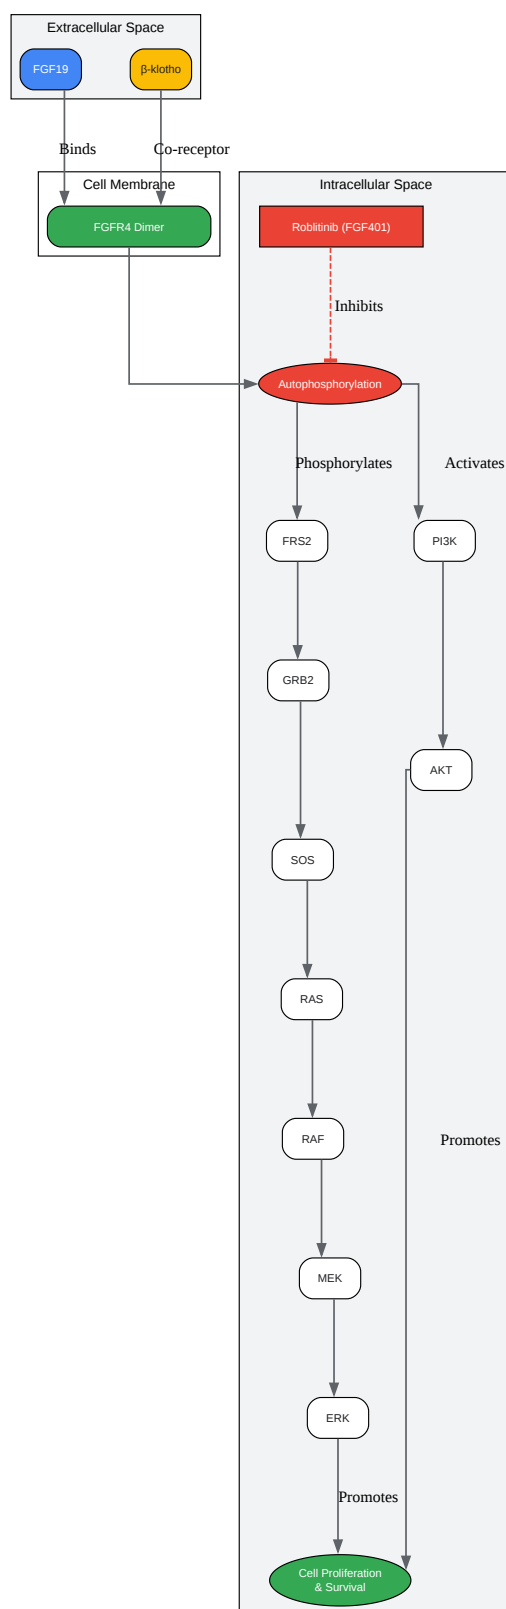 Extracellular Space
FGF19
β-klotho
Binds
Co-receptor
Cell Membrane
FGFR4 Dimer
Intracellular Space
Roblitinib (FGF401)
Inhibits
Autophosphorylation
Phosphorylates
Activates
FRS2
PI3K
GRB2
AKT
SOS
RAS
RAF
Promotes
MEK
ERK
Promotes
Cell Proliferation
& Survival